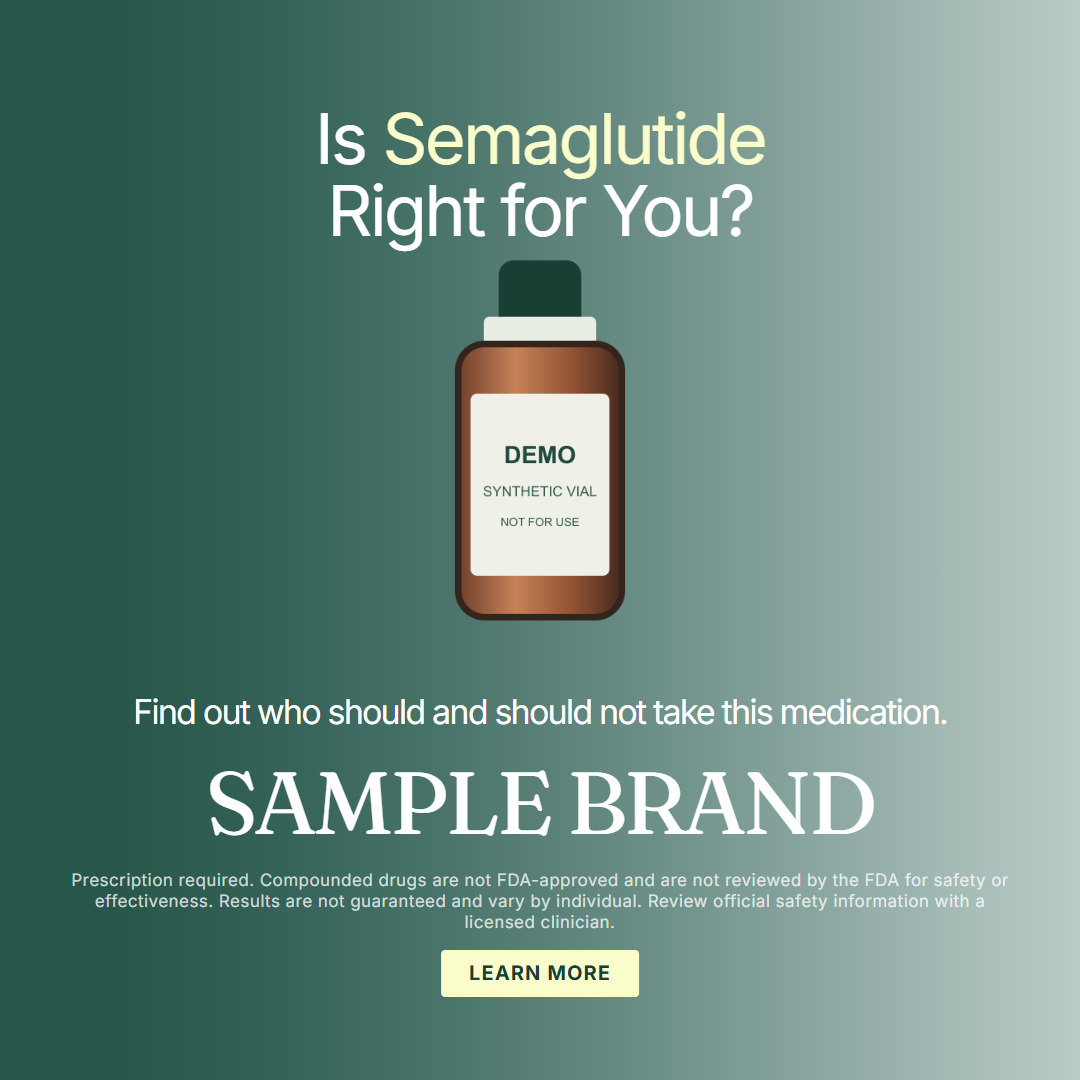 Is Semaglutide
Right for You?
DEMO
SYNTHETIC VIAL
NOT FOR USE
Find out who should and should not take this medication.
SAMPLE BRAND
Prescription required. Compounded drugs are not FDA-approved and are not reviewed by the FDA for safety or
effectiveness. Results are not guaranteed and vary by individual. Review official safety information with a
licensed clinician.
LEARN MORE